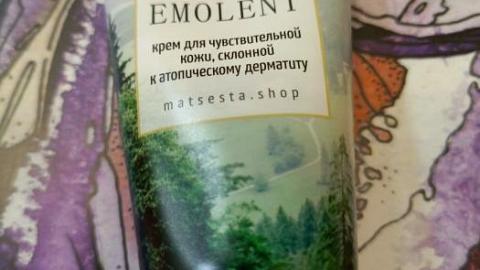 EMOLENT
крем для чувствительной
кожи, склонной
к атопическому дерматиту
matsesta.shop